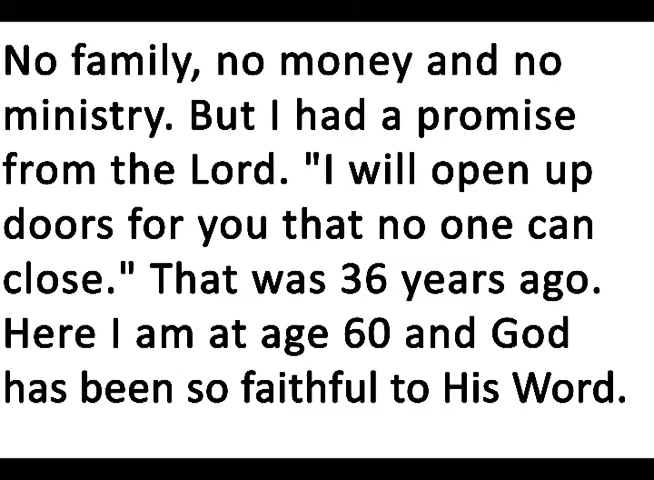 No family, no money and no
ministry. But I had a promise
from the Lord. "I will open up
doors for you that no one can
close." That was 36 years ago.
Here I am at age 60 and God
has been so faithful to His Word.